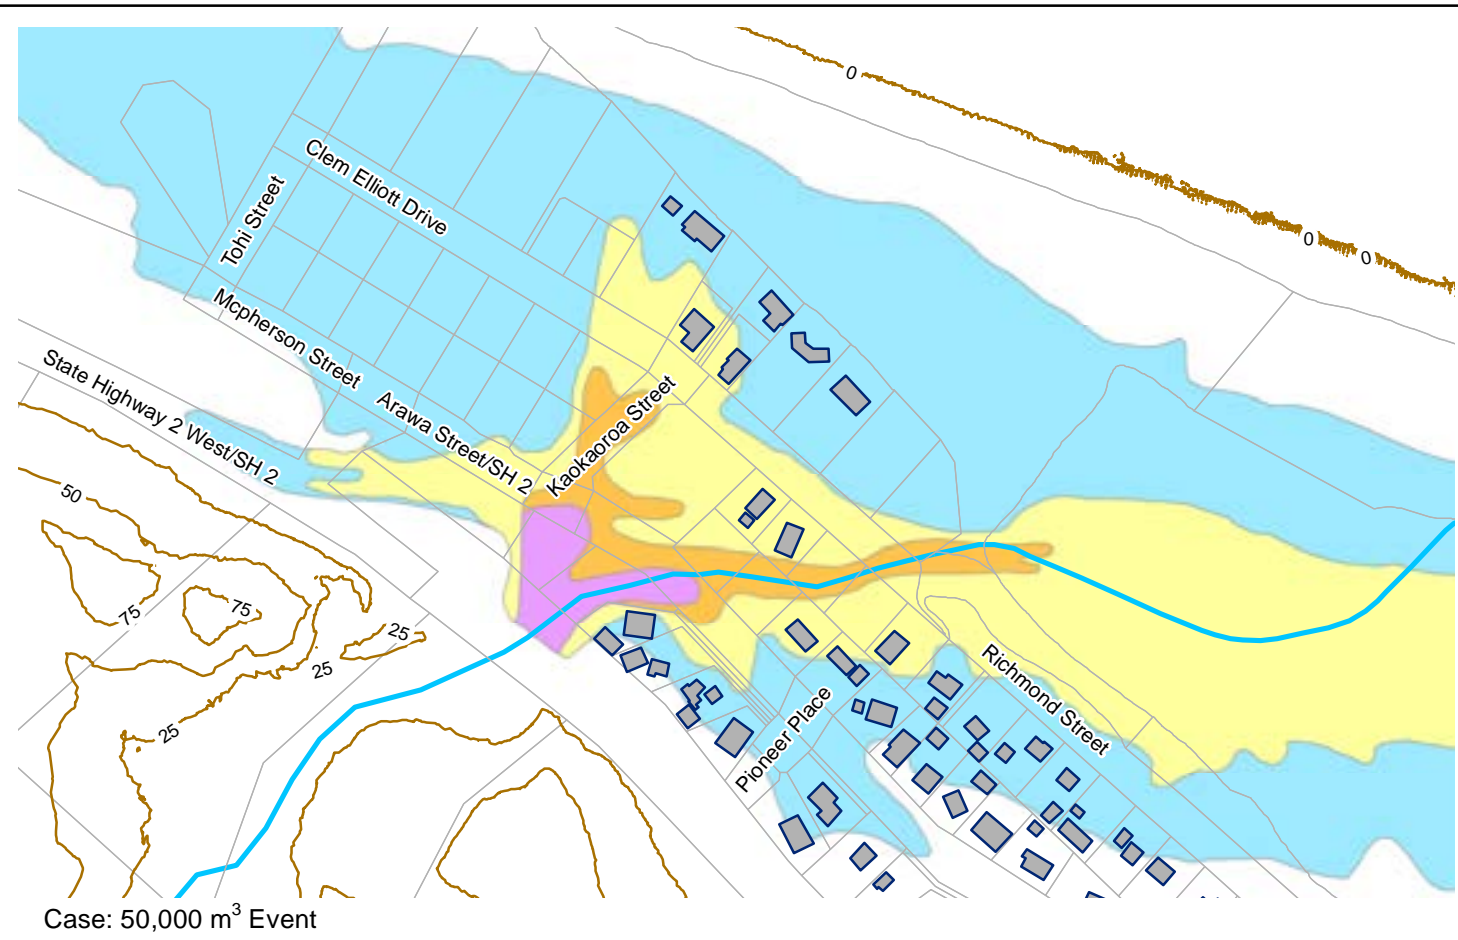 0
Clem Elliott Drive
Tohi Street
0
0
Mcpherson Street
State Highway 2 West/SH 2
Arawa Street/SH 2
Kaokaoroa Street
50
75
75
25
25
25
Richmond Street
Pioneer Place
Case: 50,000 m³ Event